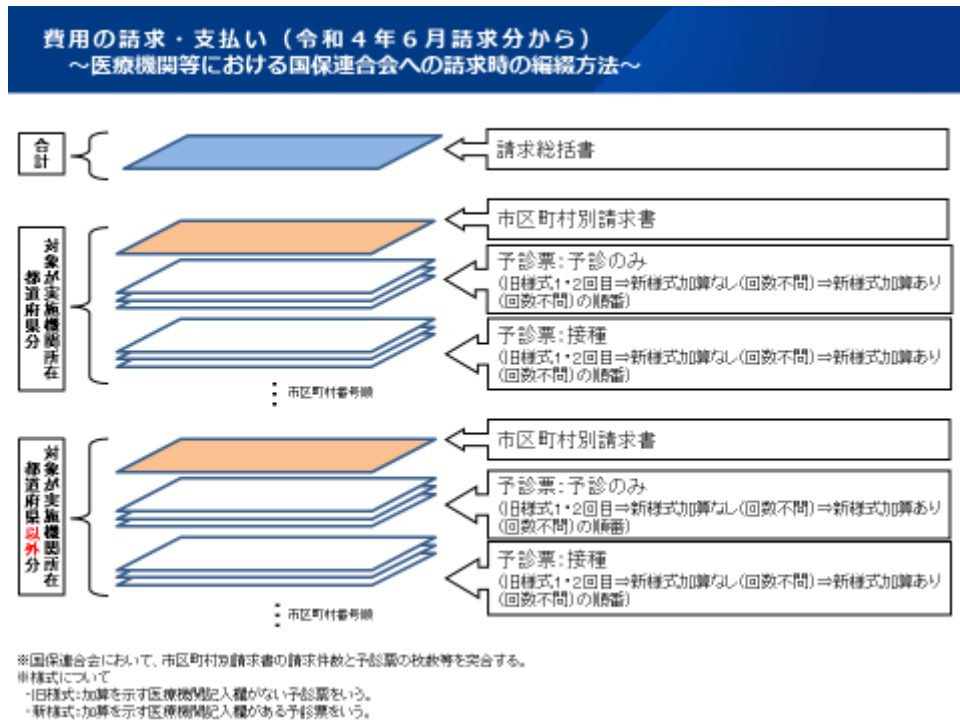 費用の請求・支払い（令和４年６月請求分から）
～医療機関等における国保連合会への請求時の編綴方法～
合計
請求総括書
対象が実施機関所在都道府県分
市区町村別請求書
予診票：予診のみ
（旧様式1・2回目⇒新様式加算なし（回数不問）⇒新様式加算あり
（回数不問）の順番）
予診票：接種
（旧様式1・2回目⇒新様式加算なし（回数不問）⇒新様式加算あり
（回数不問）の順番）
市区町村番号順
対象が実施機関所在都道府県以外分
市区町村別請求書
予診票：予診のみ
（旧様式1・2回目⇒新様式加算なし（回数不問）⇒新様式加算あり
（回数不問）の順番）
予診票：接種
（旧様式1・2回目⇒新様式加算なし（回数不問）⇒新様式加算あり
（回数不問）の順番）
市区町村番号順
※国保連合会において、市区町村別請求書の請求件数と予診票の枚数等を突合する。
※様式について
・旧様式：加算を示す医療機関記入欄がない予診票をいう。
・新様式：加算を示す医療機関記入欄がある予診票をいう。